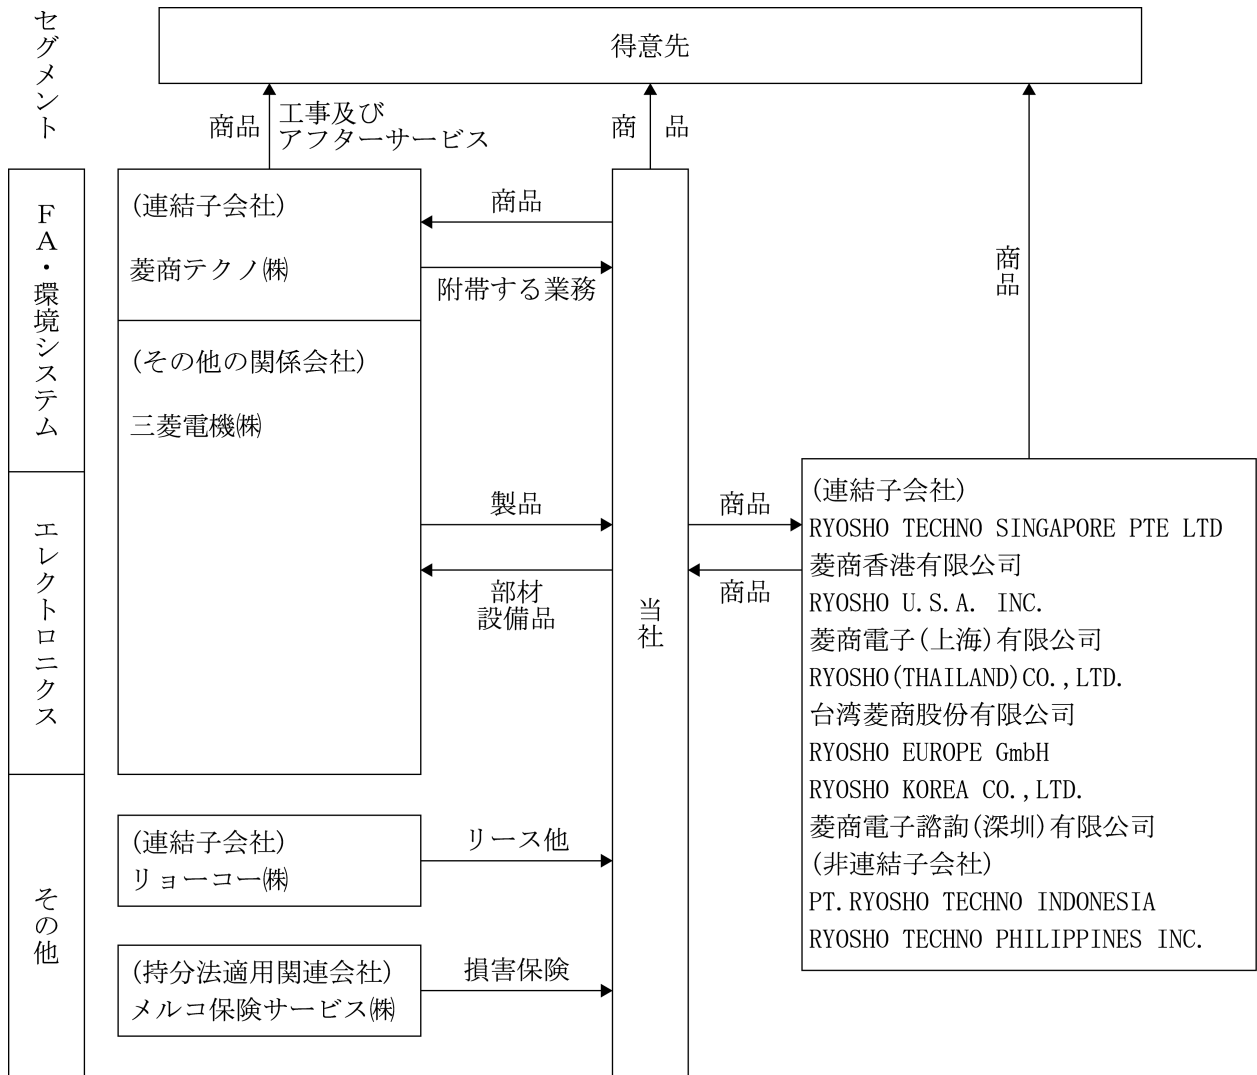 セグメント
得意先
商品
工事及び
アフターサービス
商 品
商品
FA・環境システム
(連結子会社)
菱商テクノ㈱
商品
附帯する業務
(その他の関係会社)
三菱電機㈱
エレクトロニクス
製品
部材
設備品
当社
商品
商品
(連結子会社)
RYOSHO TECHNO SINGAPORE PTE LTD
菱商香港有限公司
RYOSHO U.S.A. INC.
菱商電子(上海)有限公司
RYOSHO(THAILAND)CO.,LTD.
台湾菱商股份有限公司
RYOSHO EUROPE GmbH
RYOSHO KOREA CO.,LTD.
菱商電子諮詢(深圳)有限公司
(非連結子会社)
PT.RYOSHO TECHNO INDONESIA
RYOSHO TECHNO PHILIPPINES INC.
その他
(連結子会社)
リョーコー㈱
リース他
(持分法適用関連会社)
メルコ保険サービス㈱
損害保険